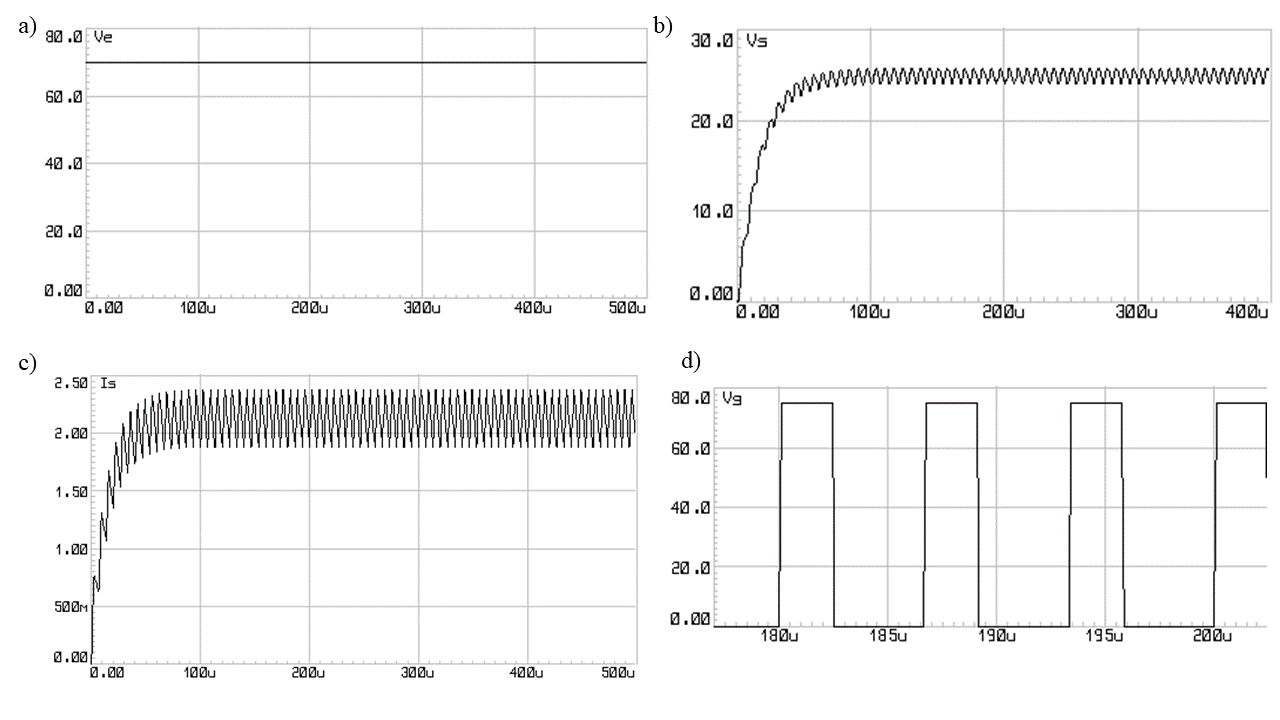 a)
Ve
80.0
60.0
40.0
20.0
0.00
0.00 100u 200u 300u 400u 500u
b)
Vs
30.0
20.0
10.0
0.00
0.00 100u 200u 300u 400u
c)
Is
2.50
2.00
1.50
1.00
500m
0.00
0.00 100u 200u 300u 400u 500u
d)
Vg
80.0
60.0
40.0
20.0
0.00
180u 185u 190u 195u 200u